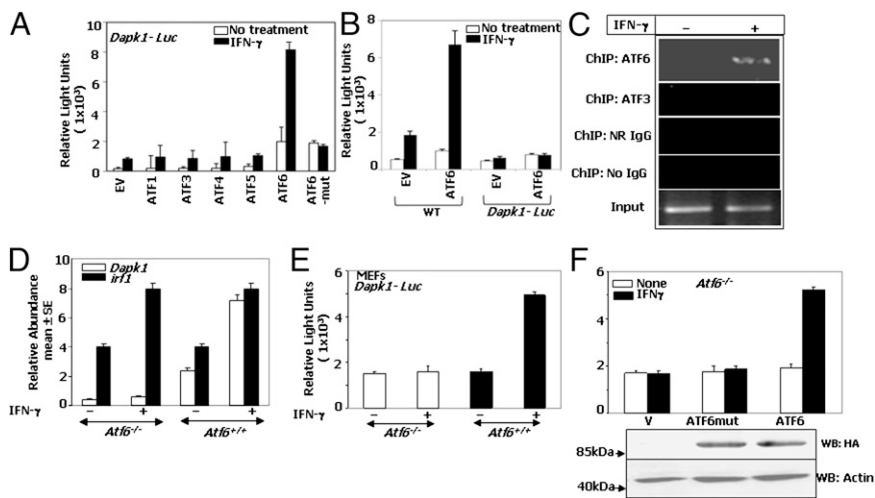 A
Dapk1- Luc
No treatment
IFN-γ
Relative Light Units
( 1x10³)
10
8
6
4
2
0
EV
ATF1
ATF3
ATF4
ATF5
ATF6
ATF6
-mut
B
No treatment
IFN-γ
Relative Light Units
( 1x10³)
8
6
4
2
0
EV
ATF6
EV
ATF6
WT
Dapk1- Luc
C
IFN-γ – +
ChIP: ATF6
ChIP: ATF3
ChIP: NR IgG
ChIP: No IgG
Input
D
Dapk1
irf1
Relative Abundance
mean ± SE
12
8
4
0
IFN-γ – + – +
Atf6-/-
Atf6+/+
E
MEFs
Dapk1- Luc
Relative Light Units
( 1x10³)
6
5
4
3
2
1
0
IFN-γ – + – +
Atf6-/-
Atf6+/+
F
None
IFNγ
Atf6-/-
6
4
2
0
V
ATF6mut
ATF6
85kDa
WB: HA
40kDa
WB: Actin